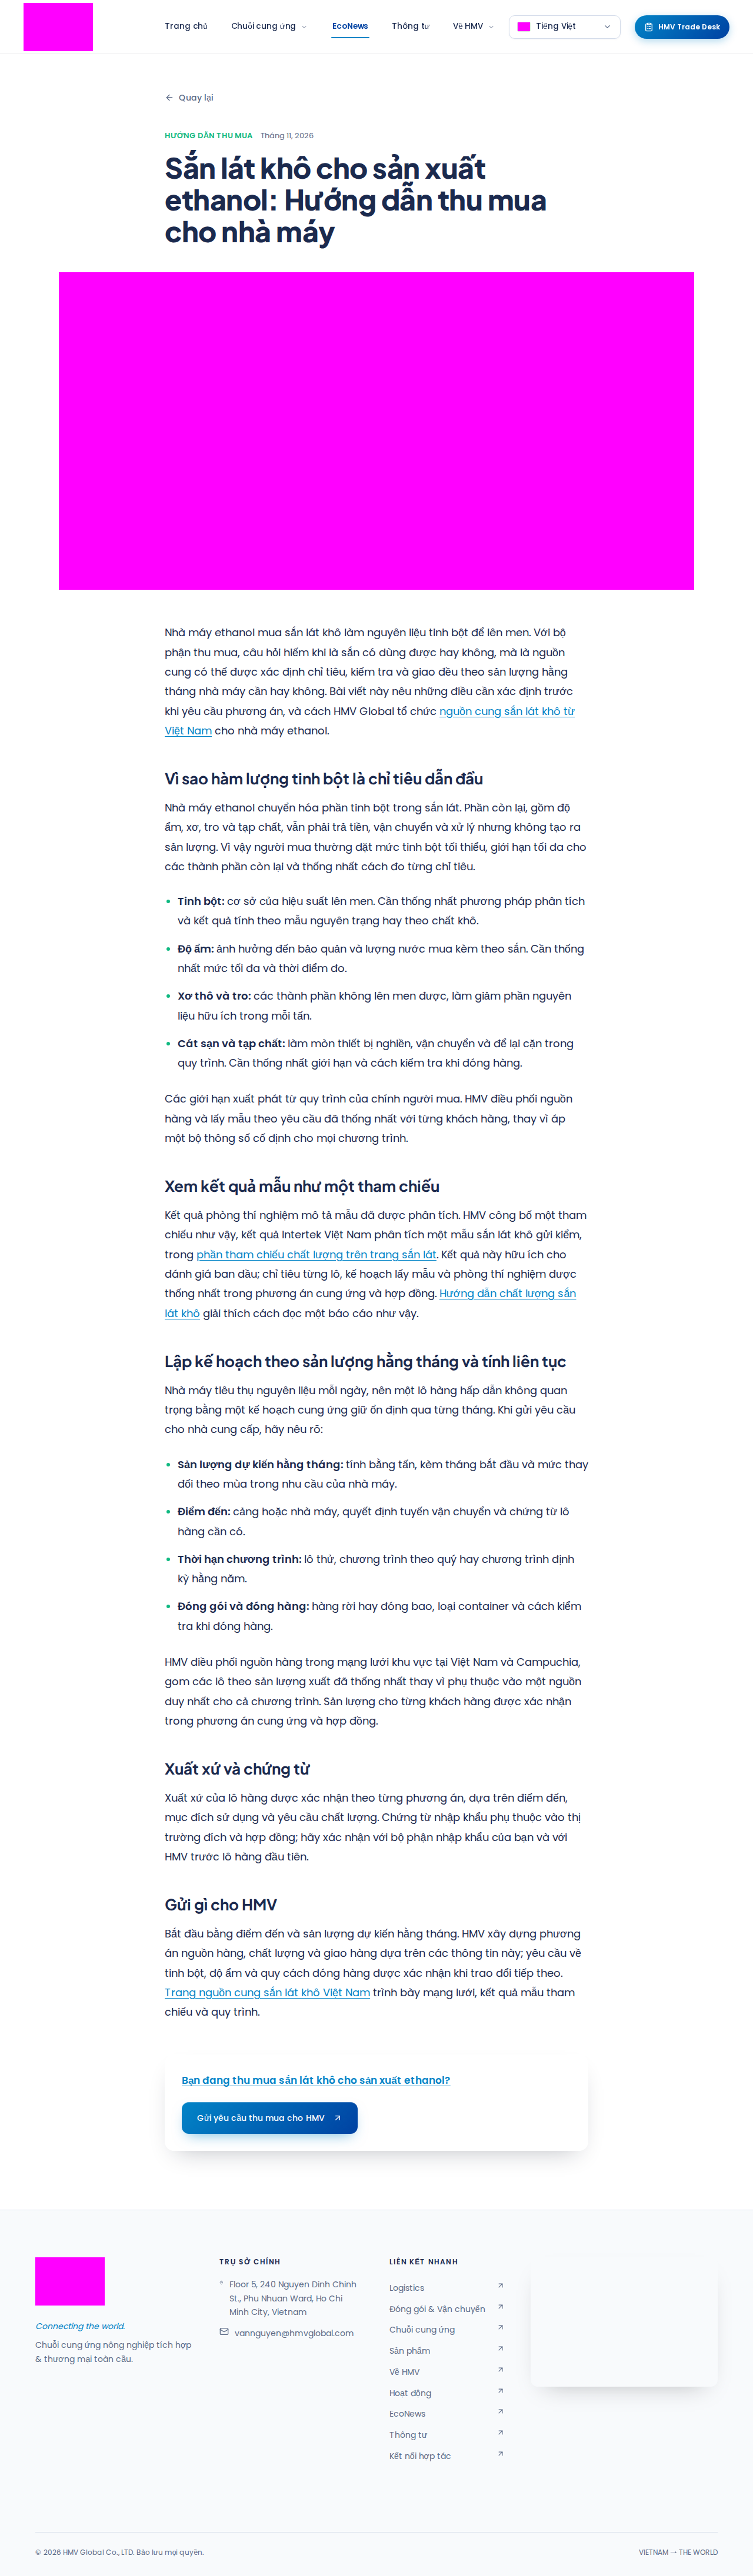 Trang chủ
Chuỗi cung ứng
EcoNews
Thông tư
Về HMV
Tiếng Việt
HMV Trade Desk
Quay lại
HƯỚNG DẪN THU MUA
Tháng 11, 2026
Sắn lát khô cho sản xuất
ethanol: Hướng dẫn thu mua
cho nhà máy
Nhà máy ethanol mua sắn lát khô làm nguyên liệu tinh bột để lên men. Với bộ
phận thu mua, câu hỏi hiếm khi là sắn có dùng được hay không, mà là nguồn
cung có thể được xác định chỉ tiêu, kiểm tra và giao đều theo sản lượng hằng
tháng nhà máy cần hay không. Bài viết này nêu những điều cần xác định trước
khi yêu cầu phương án, và cách HMV Global tổ chức nguồn cung sắn lát khô từ
Việt Nam cho nhà máy ethanol.
Vì sao hàm lượng tinh bột là chỉ tiêu dẫn đầu
Nhà máy ethanol chuyển hóa phần tinh bột trong sắn lát. Phần còn lại, gồm độ
ẩm, xơ, tro và tạp chất, vẫn phải trả tiền, vận chuyển và xử lý nhưng không tạo ra
sản lượng. Vì vậy người mua thường đặt mức tinh bột tối thiểu, giới hạn tối đa cho
các thành phần còn lại và thống nhất cách đo từng chỉ tiêu.
Tinh bột: cơ sở của hiệu suất lên men. Cần thống nhất phương pháp phân tích
và kết quả tính theo mẫu nguyên trạng hay theo chất khô.
Độ ẩm: ảnh hưởng đến bảo quản và lượng nước mua kèm theo sắn. Cần thống
nhất mức tối đa và thời điểm đo.
Xơ thô và tro: các thành phần không lên men được, làm giảm phần nguyên
liệu hữu ích trong mỗi tấn.
Cát sạn và tạp chất: làm mòn thiết bị nghiền, vận chuyển và để lại cặn trong
quy trình. Cần thống nhất giới hạn và cách kiểm tra khi đóng hàng.
Các giới hạn xuất phát từ quy trình của chính người mua. HMV điều phối nguồn
hàng và lấy mẫu theo yêu cầu đã thống nhất với từng khách hàng, thay vì áp
một bộ thông số cố định cho mọi chương trình.
Xem kết quả mẫu như một tham chiếu
Kết quả phòng thí nghiệm mô tả mẫu đã được phân tích. HMV công bố một tham
chiếu như vậy, kết quả Intertek Việt Nam phân tích một mẫu sắn lát khô gửi kiểm,
trong phần tham chiếu chất lượng trên trang sắn lát. Kết quả này hữu ích cho
đánh giá ban đầu; chỉ tiêu từng lô, kế hoạch lấy mẫu và phòng thí nghiệm được
thống nhất trong phương án cung ứng và hợp đồng. Hướng dẫn chất lượng sắn
lát khô giải thích cách đọc một báo cáo như vậy.
Lập kế hoạch theo sản lượng hằng tháng và tính liên tục
Nhà máy tiêu thụ nguyên liệu mỗi ngày, nên một lô hàng hấp dẫn không quan
trọng bằng một kế hoạch cung ứng giữ ổn định qua từng tháng. Khi gửi yêu cầu
cho nhà cung cấp, hãy nêu rõ:
Sản lượng dự kiến hằng tháng: tính bằng tấn, kèm tháng bắt đầu và mức thay
đổi theo mùa trong nhu cầu của nhà máy.
Điểm đến: cảng hoặc nhà máy, quyết định tuyến vận chuyển và chứng từ lô
hàng cần có.
Thời hạn chương trình: lô thử, chương trình theo quý hay chương trình định
kỳ hằng năm.
Đóng gói và đóng hàng: hàng rời hay đóng bao, loại container và cách kiểm
tra khi đóng hàng.
HMV điều phối nguồn hàng trong mạng lưới khu vực tại Việt Nam và Campuchia,
gom các lô theo sản lượng xuất đã thống nhất thay vì phụ thuộc vào một nguồn
duy nhất cho cả chương trình. Sản lượng cho từng khách hàng được xác nhận
trong phương án cung ứng và hợp đồng.
Xuất xứ và chứng từ
Xuất xứ của lô hàng được xác nhận theo từng phương án, dựa trên điểm đến,
mục đích sử dụng và yêu cầu chất lượng. Chứng từ nhập khẩu phụ thuộc vào thị
trường đích và hợp đồng; hãy xác nhận với bộ phận nhập khẩu của bạn và với
HMV trước lô hàng đầu tiên.
Gửi gì cho HMV
Bắt đầu bằng điểm đến và sản lượng dự kiến hằng tháng. HMV xây dựng phương
án nguồn hàng, chất lượng và giao hàng dựa trên các thông tin này; yêu cầu về
tinh bột, độ ẩm và quy cách đóng hàng được xác nhận khi trao đổi tiếp theo.
Trang nguồn cung sắn lát khô Việt Nam trình bày mạng lưới, kết quả mẫu tham
chiếu và quy trình.
Bạn đang thu mua sắn lát khô cho sản xuất ethanol?
Gửi yêu cầu thu mua cho HMV
Connecting the world.
Chuỗi cung ứng nông nghiệp tích hợp
& thương mại toàn cầu.
TRỤ SỞ CHÍNH
Floor 5, 240 Nguyen Dinh Chinh
St., Phu Nhuan Ward, Ho Chi
Minh City, Vietnam
vannguyen@hmvglobal.com
LIÊN KẾT NHANH
Logistics
Đóng gói & Vận chuyển
Chuỗi cung ứng
Sản phẩm
Về HMV
Hoạt động
EcoNews
Thông tư
Kết nối hợp tác
© 2026 HMV Global Co., LTD. Bảo lưu mọi quyền.
VIETNAM → THE WORLD